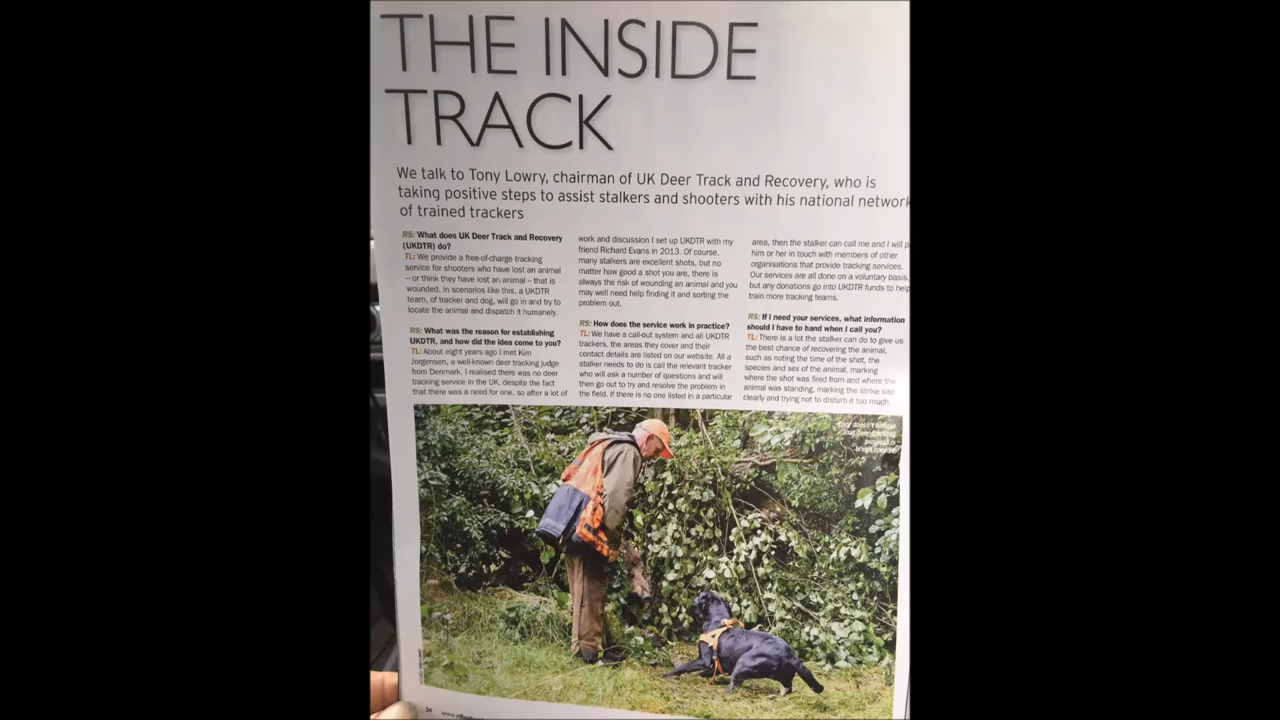 THE INSIDE
TRACK
We talk to Tony Lowry, chairman of UK Deer Track and Recovery, who is
taking positive steps to assist stalkers and shooters with his national network
of trained trackers
RS: What does UK Deer Track and Recovery
(UKDTR) do?
TL: We provide a free-of-charge tracking
service for shooters who have lost an animal
– or think they have lost an animal – that is
wounded. In scenarios like this, a UKDTR
team, of tracker and dog, will go in and try to
locate the animal and dispatch it humanely.
RS: What was the reason for establishing
UKDTR, and how did the idea come to you?
TL: About eight years ago I met Kim
Jorgensen, a well-known deer tracking judge
from Denmark. I realised there was no deer
tracking service in the UK, despite the fact
that there was a need for one, so after a lot of
work and discussion I set up UKDTR with my
friend Richard Evans in 2013. Of course,
many stalkers are excellent shots, but no
matter how good a shot you are, there is
always the risk of wounding an animal and you
may well need help finding it and sorting the
problem out.
RS: How does the service work in practice?
TL: We have a call-out system and all UKDTR
trackers, the areas they cover and their
contact details are listed on our website. All a
stalker needs to do is call the relevant tracker
who will ask a number of questions and will
then go out to try and resolve the problem in
the field. If there is no one listed in a particular
area, then the stalker can call me and I will p
him or her in touch with members of other
organisations that provide tracking services.
Our services are all done on a voluntary basis,
but any donations go into UKDTR funds to help
train more tracking teams.
RS: If I need your services, what information
should I have to hand when I call you?
TL: There is a lot the stalker can do to give us
the best chance of recovering the animal,
such as noting the time of the shot, the
species and sex of the animal, marking
where the shot was fired from and where the
animal was standing, marking the strike site
clearly and trying not to disturb it too much.
Tony doesn't believe
that deer-tracking
34